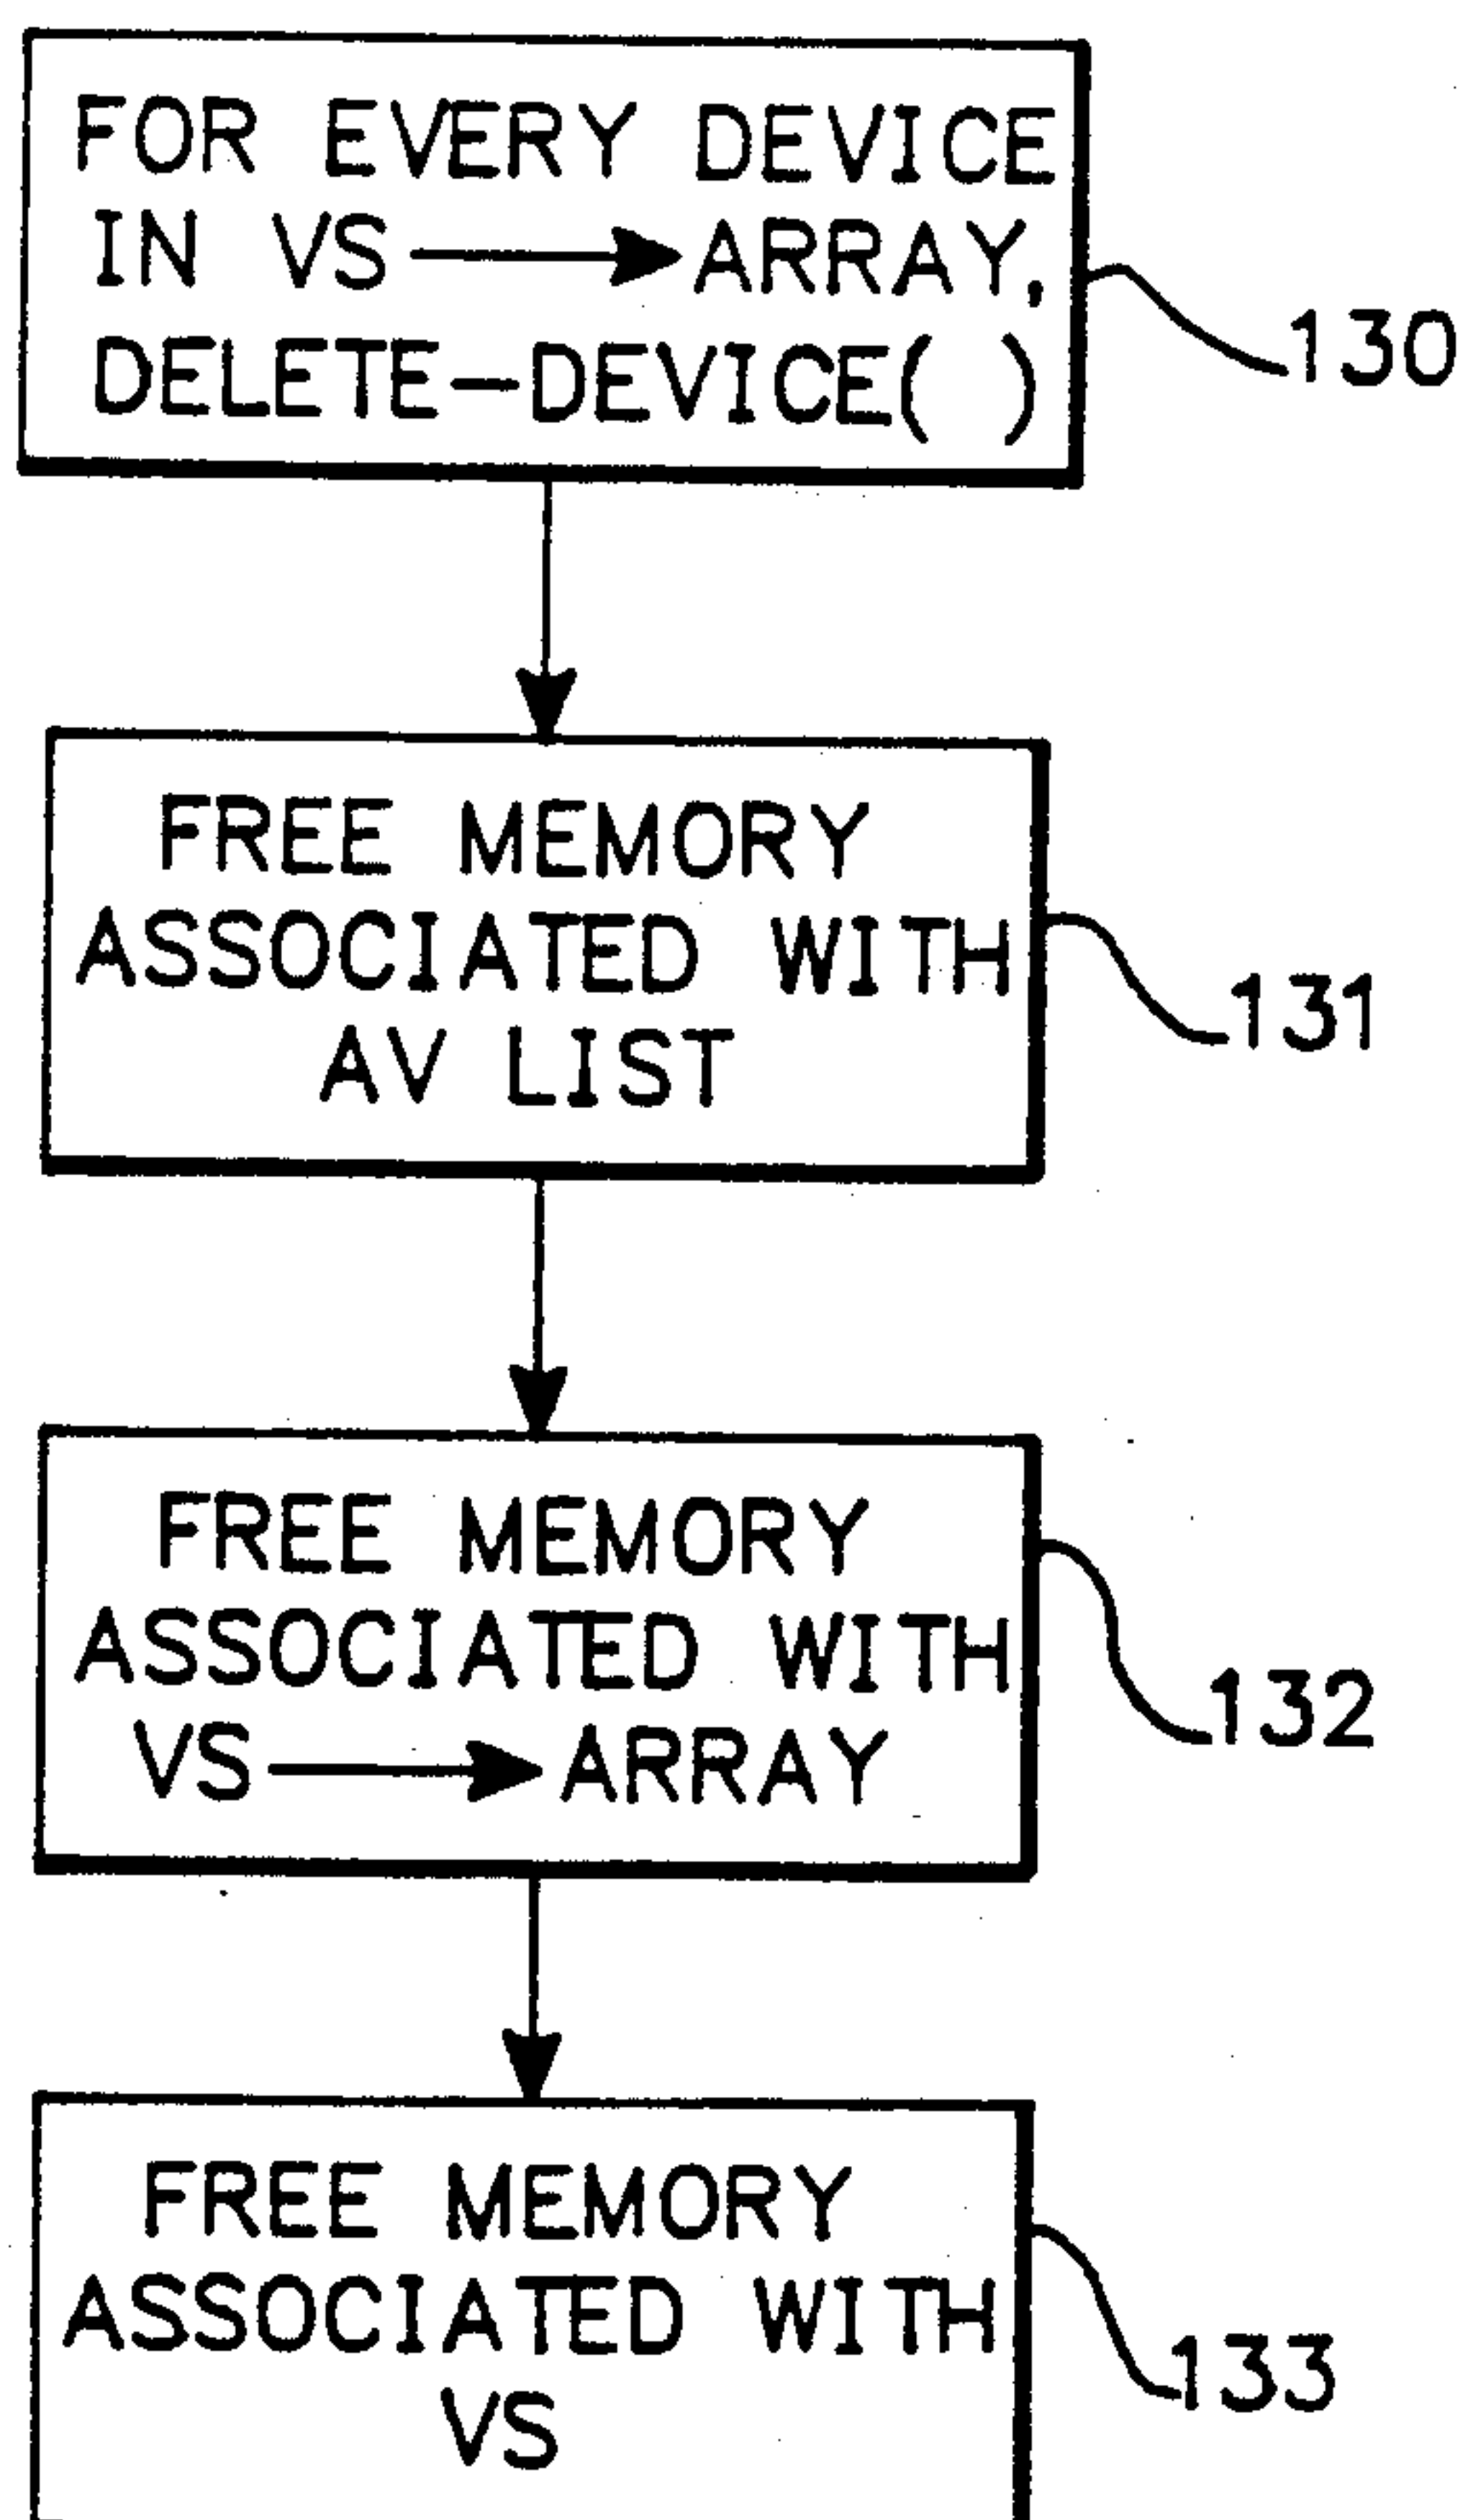 FOR EVERY DEVICE
IN VS → ARRAY,
DELETE-DEVICE( )
130
FREE MEMORY
ASSOCIATED WITH
AV LIST
131
FREE MEMORY
ASSOCIATED WITH
VS → ARRAY
132
FREE MEMORY
ASSOCIATED WITH
VS
133